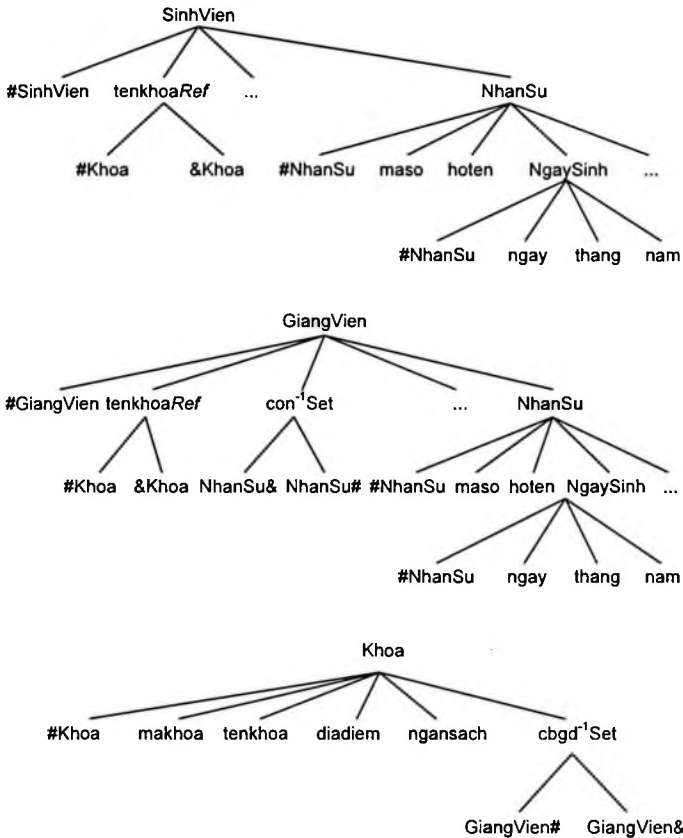 SinhVien
#SinhVien tenkhoaRef ... NhanSu
#Khoa &Khoa #NhanSu maso hoten NgaySinh ...
#NhanSu ngay thang nam
GiangVien
#GiangVien tenkhoaRef con⁻¹Set ... NhanSu
#Khoa &Khoa NhanSu& NhanSu# #NhanSu maso hoten NgaySinh ...
#NhanSu ngay thang nam
Khoa
#Khoa makhoa tenkhoa diadiem ngansach cbgd⁻¹Set
GiangVien# GiangVien&